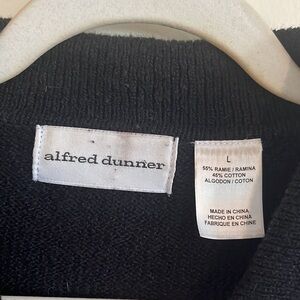 alfred dunner
L
55% RAMIE / RAMINA
45% COTTON
ALGODON / COTON
MADE IN CHINA
HECHO EN CHINA
FABRIQUE EN CHINE